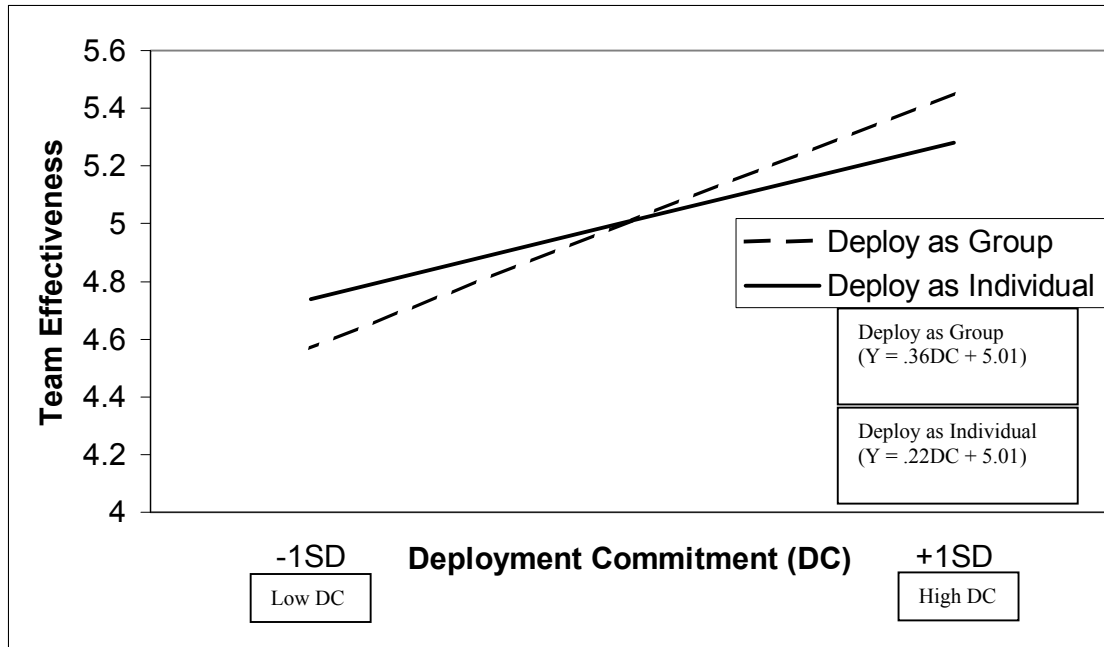 5.6
5.4
5.2
5
4.8
4.6
4.4
4.2
4
Team Effectiveness
Deploy as Group
Deploy as Individual
Deploy as Group
(Y = .36DC + 5.01)
Deploy as Individual
(Y = .22DC + 5.01)
-1SD Deployment Commitment (DC) +1SD
Low DC High DC